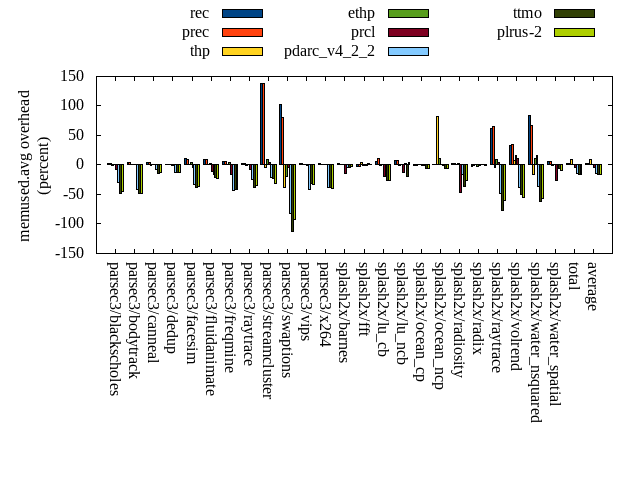 rec ethp ttmo
prec prcl plrus-2
thp pdarc_v4_2_2
memused.avg overhead
(percent)
150
100
50
0
-50
-100
-150
parsec3/blackscholes
parsec3/bodytrack
parsec3/canneal
parsec3/dedup
parsec3/facesim
parsec3/fluidanimate
parsec3/freqmine
parsec3/raytrace
parsec3/streamcluster
parsec3/swaptions
parsec3/vips
parsec3/x264
splash2x/barnes
splash2x/fft
splash2x/lu_cb
splash2x/lu_ncb
splash2x/ocean_cp
splash2x/ocean_ncp
splash2x/radiosity
splash2x/radix
splash2x/raytrace
splash2x/volrend
splash2x/water_nsquared
splash2x/water_spatial
total
average